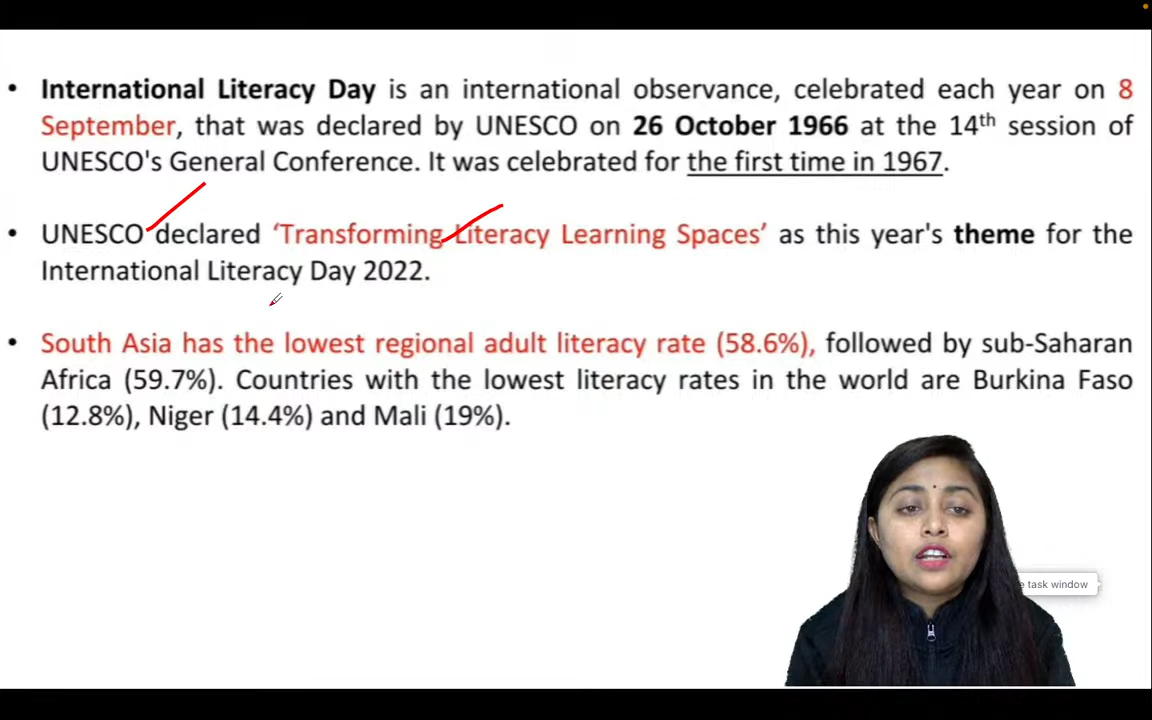 • International Literacy Day is an international observance, celebrated each year on 8
September, that was declared by UNESCO on 26 October 1966 at the 14th session of
UNESCO's General Conference. It was celebrated for the first time in 1967.
• UNESCO declared ‘Transforming Literacy Learning Spaces’ as this year's theme for the
International Literacy Day 2022.
• South Asia has the lowest regional adult literacy rate (58.6%), followed by sub-Saharan
Africa (59.7%). Countries with the lowest literacy rates in the world are Burkina Faso
(12.8%), Niger (14.4%) and Mali (19%).
task window